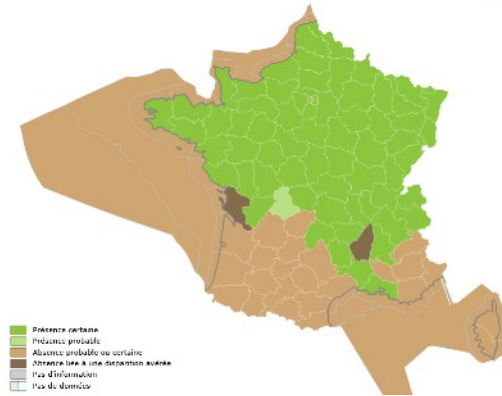 Présence certaine
Présence probable
Absence probable ou certaine
Absence liée à une disparition avérée
Pas d'information
Pas de données